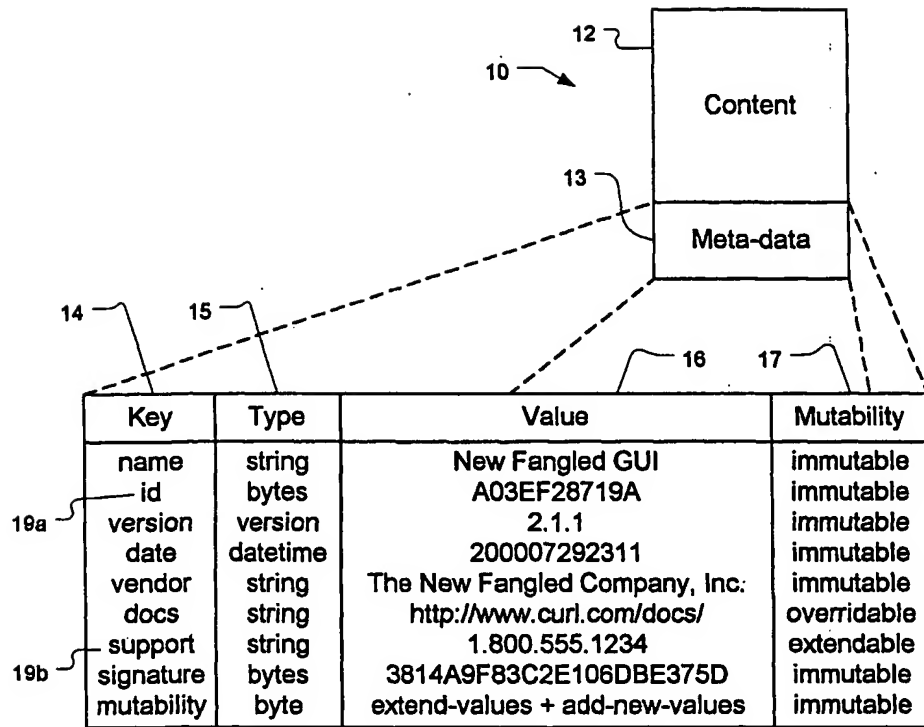 12
10
Content
13
Meta-data
14
15
16
17
Key Type Value Mutability
name string New Fangled GUI immutable
19a
id bytes A03EF28719A immutable
version version 2.1.1 immutable
date datetime 200007292311 immutable
vendor string The New Fangled Company, Inc. immutable
docs string http://www.curl.com/docs/ overridable
19b
support string 1.800.555.1234 extendable
signature bytes 3814A9F83C2E106DBE375D immutable
mutability byte extend-values + add-new-values immutable